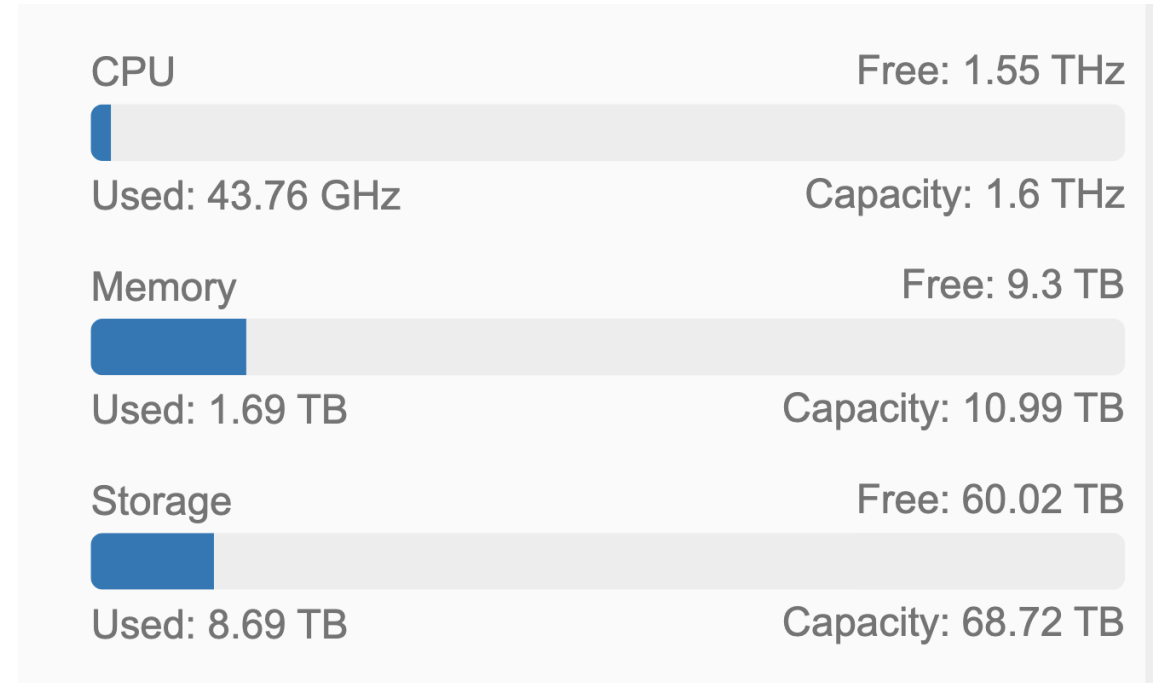 CPU Free: 1.55 THz
Used: 43.76 GHz Capacity: 1.6 THz
Memory Free: 9.3 TB
Used: 1.69 TB Capacity: 10.99 TB
Storage Free: 60.02 TB
Used: 8.69 TB Capacity: 68.72 TB